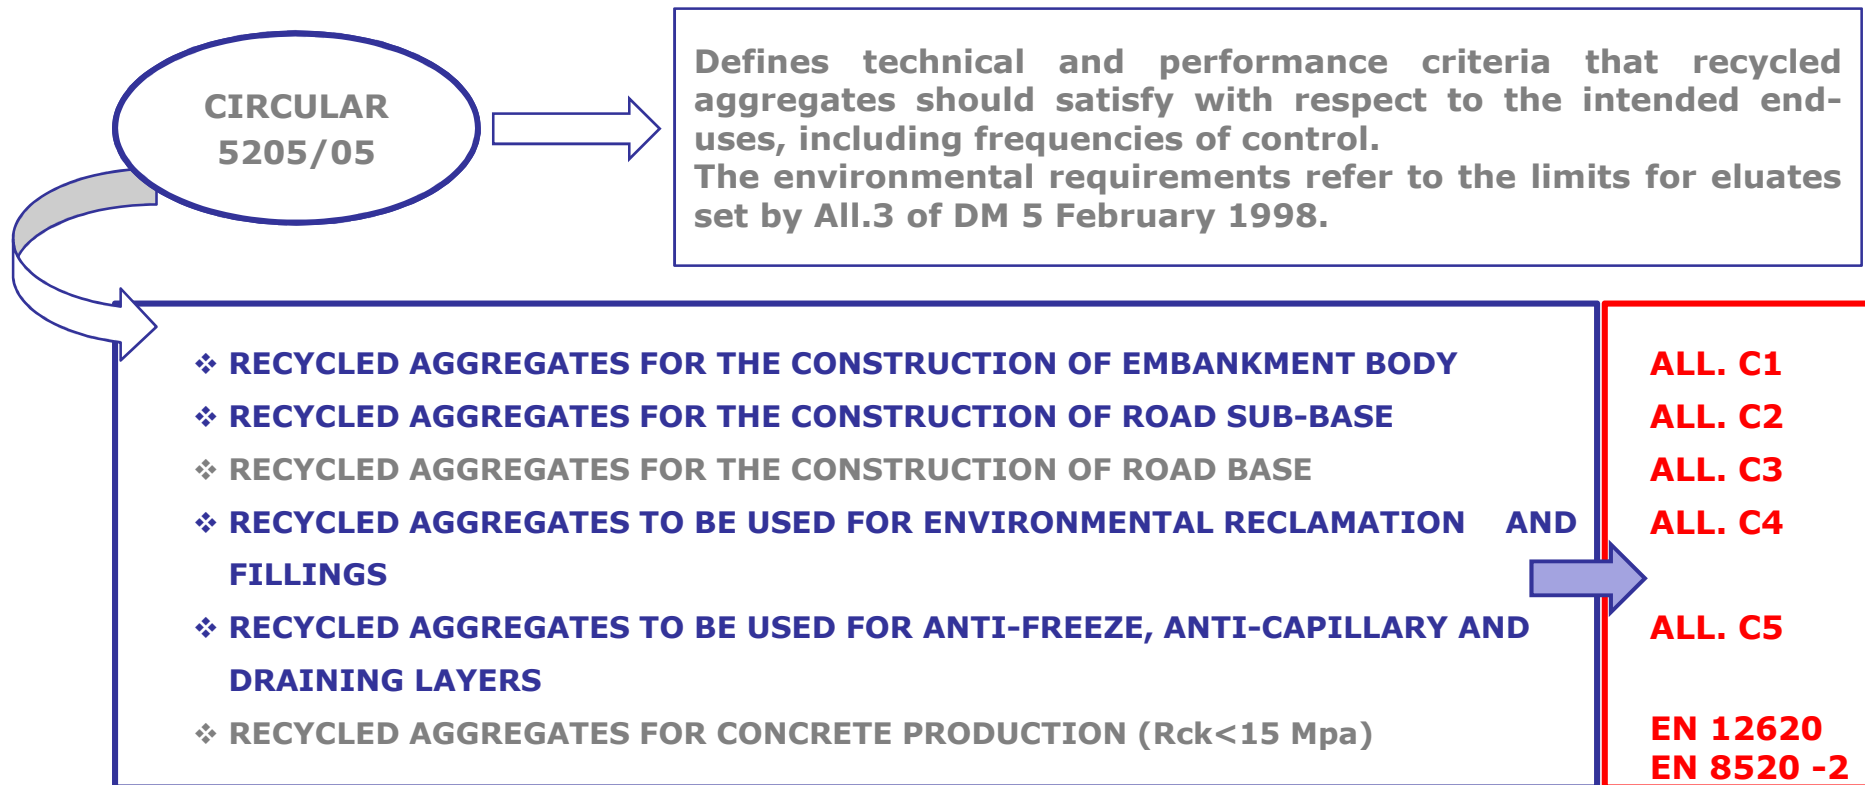 CIRCULAR
5205/05
Defines technical and performance criteria that recycled
aggregates should satisfy with respect to the intended end-
uses, including frequencies of control.
The environmental requirements refer to the limits for eluates
set by All.3 of DM 5 February 1998.
❖ RECYCLED AGGREGATES FOR THE CONSTRUCTION OF EMBANKMENT BODY ALL. C1
❖ RECYCLED AGGREGATES FOR THE CONSTRUCTION OF ROAD SUB-BASE ALL. C2
❖ RECYCLED AGGREGATES FOR THE CONSTRUCTION OF ROAD BASE ALL. C3
❖ RECYCLED AGGREGATES TO BE USED FOR ENVIRONMENTAL RECLAMATION AND ALL. C4
FILLINGS
❖ RECYCLED AGGREGATES TO BE USED FOR ANTI-FREEZE, ANTI-CAPILLARY AND ALL. C5
DRAINING LAYERS
❖ RECYCLED AGGREGATES FOR CONCRETE PRODUCTION (Rck<15 Mpa) EN 12620
EN 8520 -2